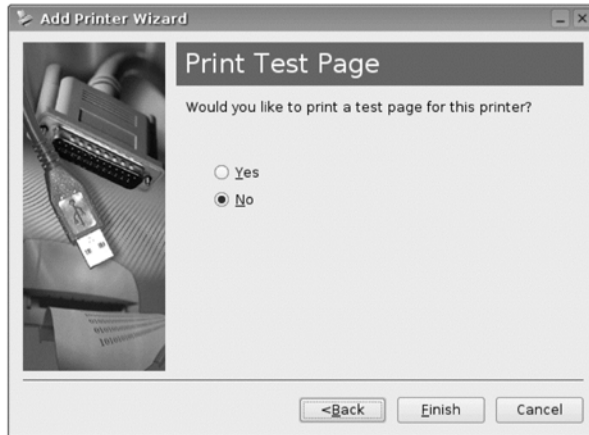 Add Printer Wizard
Print Test Page
Would you like to print a test page for this printer?
Yes
No
<Back
Finish
Cancel